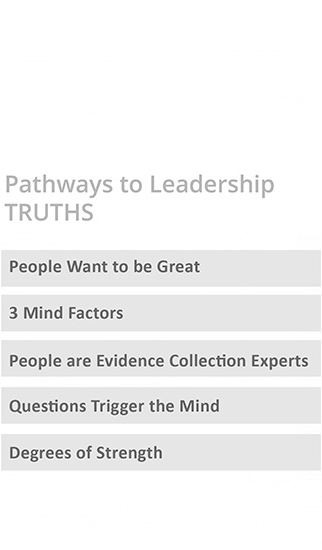 Pathways to Leadership
TRUTHS
People Want to be Great
3 Mind Factors
People are Evidence Collection Experts
Questions Trigger the Mind
Degrees of Strength